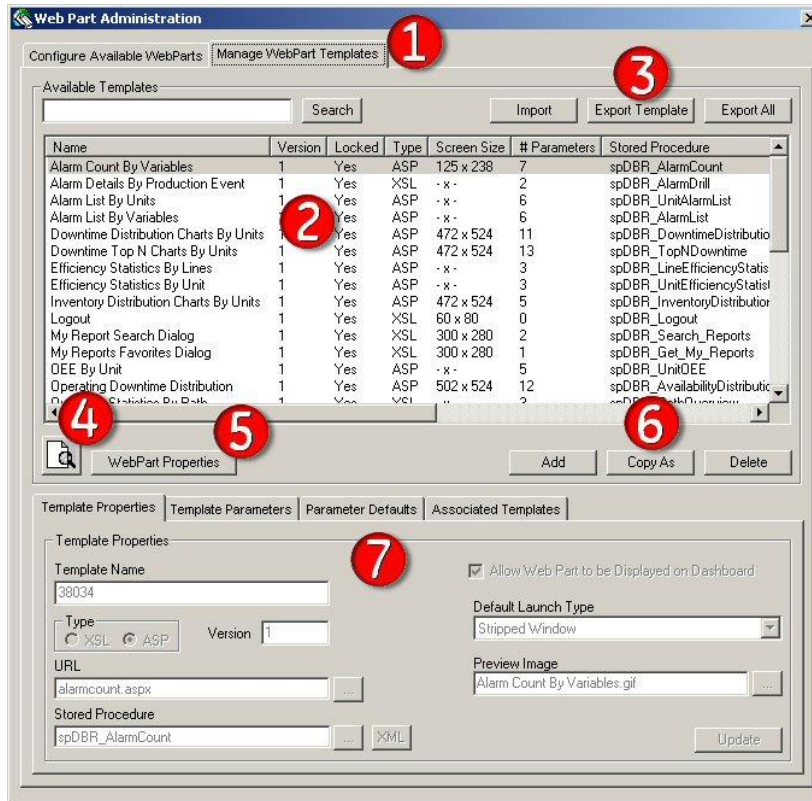 Web Part Administration
1
Configure Available WebParts Manage WebPart Templates
3
Available Templates
Search Import Export Template Export All
Name Version Locked Type Screen Size # Parameters Stored Procedure
Alarm Count By Variables 1 Yes ASP 125 x 238 7 spDBR_AlarmCount
Alarm Details By Production Event 1 Yes XSL - x - 2 spDBR_AlarmDrill
Alarm List By Units 1 Yes ASP - x - 6 spDBR_UnitAlarmList
2
Alarm List By Variables Yes ASP - x - 6 spDBR_AlarmList
Downtime Distribution Charts By Units 1 Yes ASP 472 x 524 11 spDBR_DowntimeDistributio
Downtime Top N Charts By Units 1 Yes ASP 472 x 524 13 spDBR_TopNDowntime
Efficiency Statistics By Lines 1 Yes ASP - x - 3 spDBR_LineEfficiencyStatis
Efficiency Statistics By Unit 1 Yes ASP - x - 3 spDBR_UnitEfficiencyStatist
Inventory Distribution Charts By Units 1 Yes ASP 472 x 524 5 spDBR_InventoryDistribution
Logout 1 Yes XSL 60 x 80 0 spDBR_Logout
My Report Search Dialog 1 Yes XSL 300 x 280 2 spDBR_Search_Reports
My Reports Favorites Dialog 1 Yes XSL 300 x 280 1 spDBR_Get_My_Reports
OEE By Unit 1 Yes ASP - x - 5 spDBR_UnitOEE
Operating Downtime Distribution 1 Yes ASP 502 x 524 12 spDBR_AvailabilityDistributic
4
5
6
WebPart Properties Add Copy As Delete
Template Properties Template Parameters Parameter Defaults Associated Templates
7
Template Properties
Template Name
Allow Web Part to be Displayed on Dashboard
38034
Default Launch Type
Type
XSL ASP Version 1
Stripped Window
URL
Preview Image
alarmcount.aspx ...
Alarm Count By Variables.gif ...
Stored Procedure
spDBR_AlarmCount ... XML Update